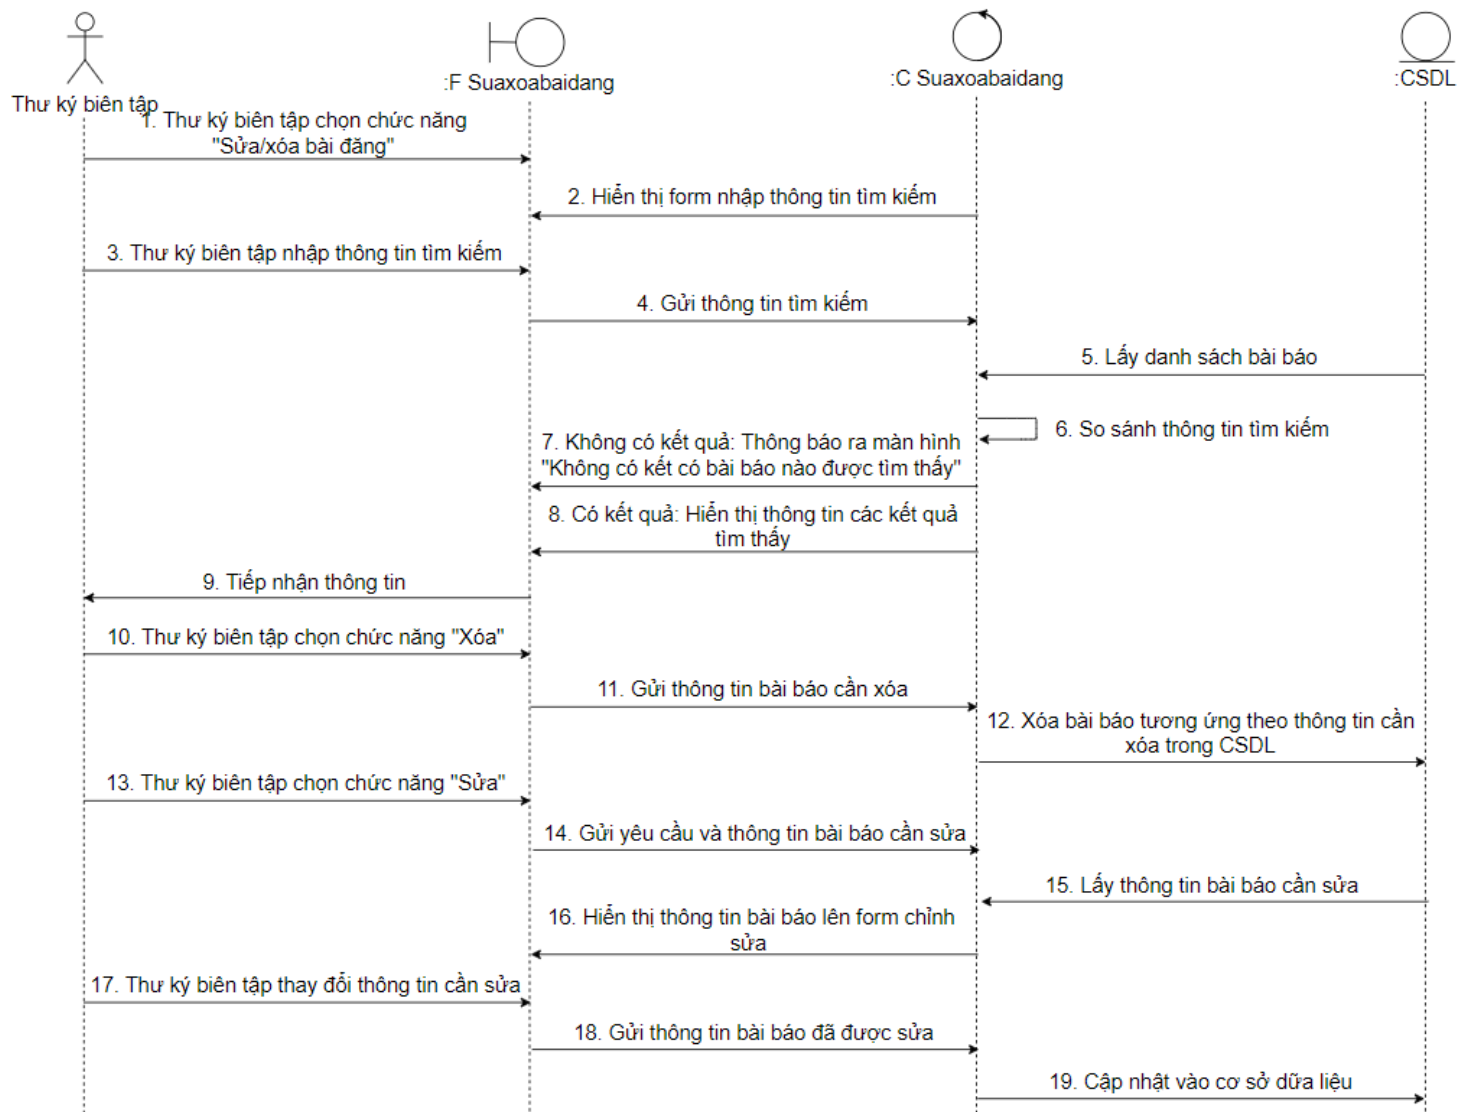 :F Suaxoabaidang
:C Suaxoabaidang
:CSDL
Thư ký biên tập
1. Thư ký biên tập chọn chức năng
"Sửa/xóa bài đăng"
2. Hiển thị form nhập thông tin tìm kiếm
3. Thư ký biên tập nhập thông tin tìm kiếm
4. Gửi thông tin tìm kiếm
5. Lấy danh sách bài báo
6. So sánh thông tin tìm kiếm
7. Không có kết quả: Thông báo ra màn hình
"Không có kết có bài báo nào được tìm thấy"
8. Có kết quả: Hiển thị thông tin các kết quả
tìm thấy
9. Tiếp nhận thông tin
10. Thư ký biên tập chọn chức năng "Xóa"
11. Gửi thông tin bài báo cần xóa
12. Xóa bài báo tương ứng theo thông tin cần
xóa trong CSDL
13. Thư ký biên tập chọn chức năng "Sửa"
14. Gửi yêu cầu và thông tin bài báo cần sửa
15. Lấy thông tin bài báo cần sửa
16. Hiển thị thông tin bài báo lên form chỉnh
sửa
17. Thư ký biên tập thay đổi thông tin cần sửa
18. Gửi thông tin bài báo đã được sửa
19. Cập nhật vào cơ sở dữ liệu